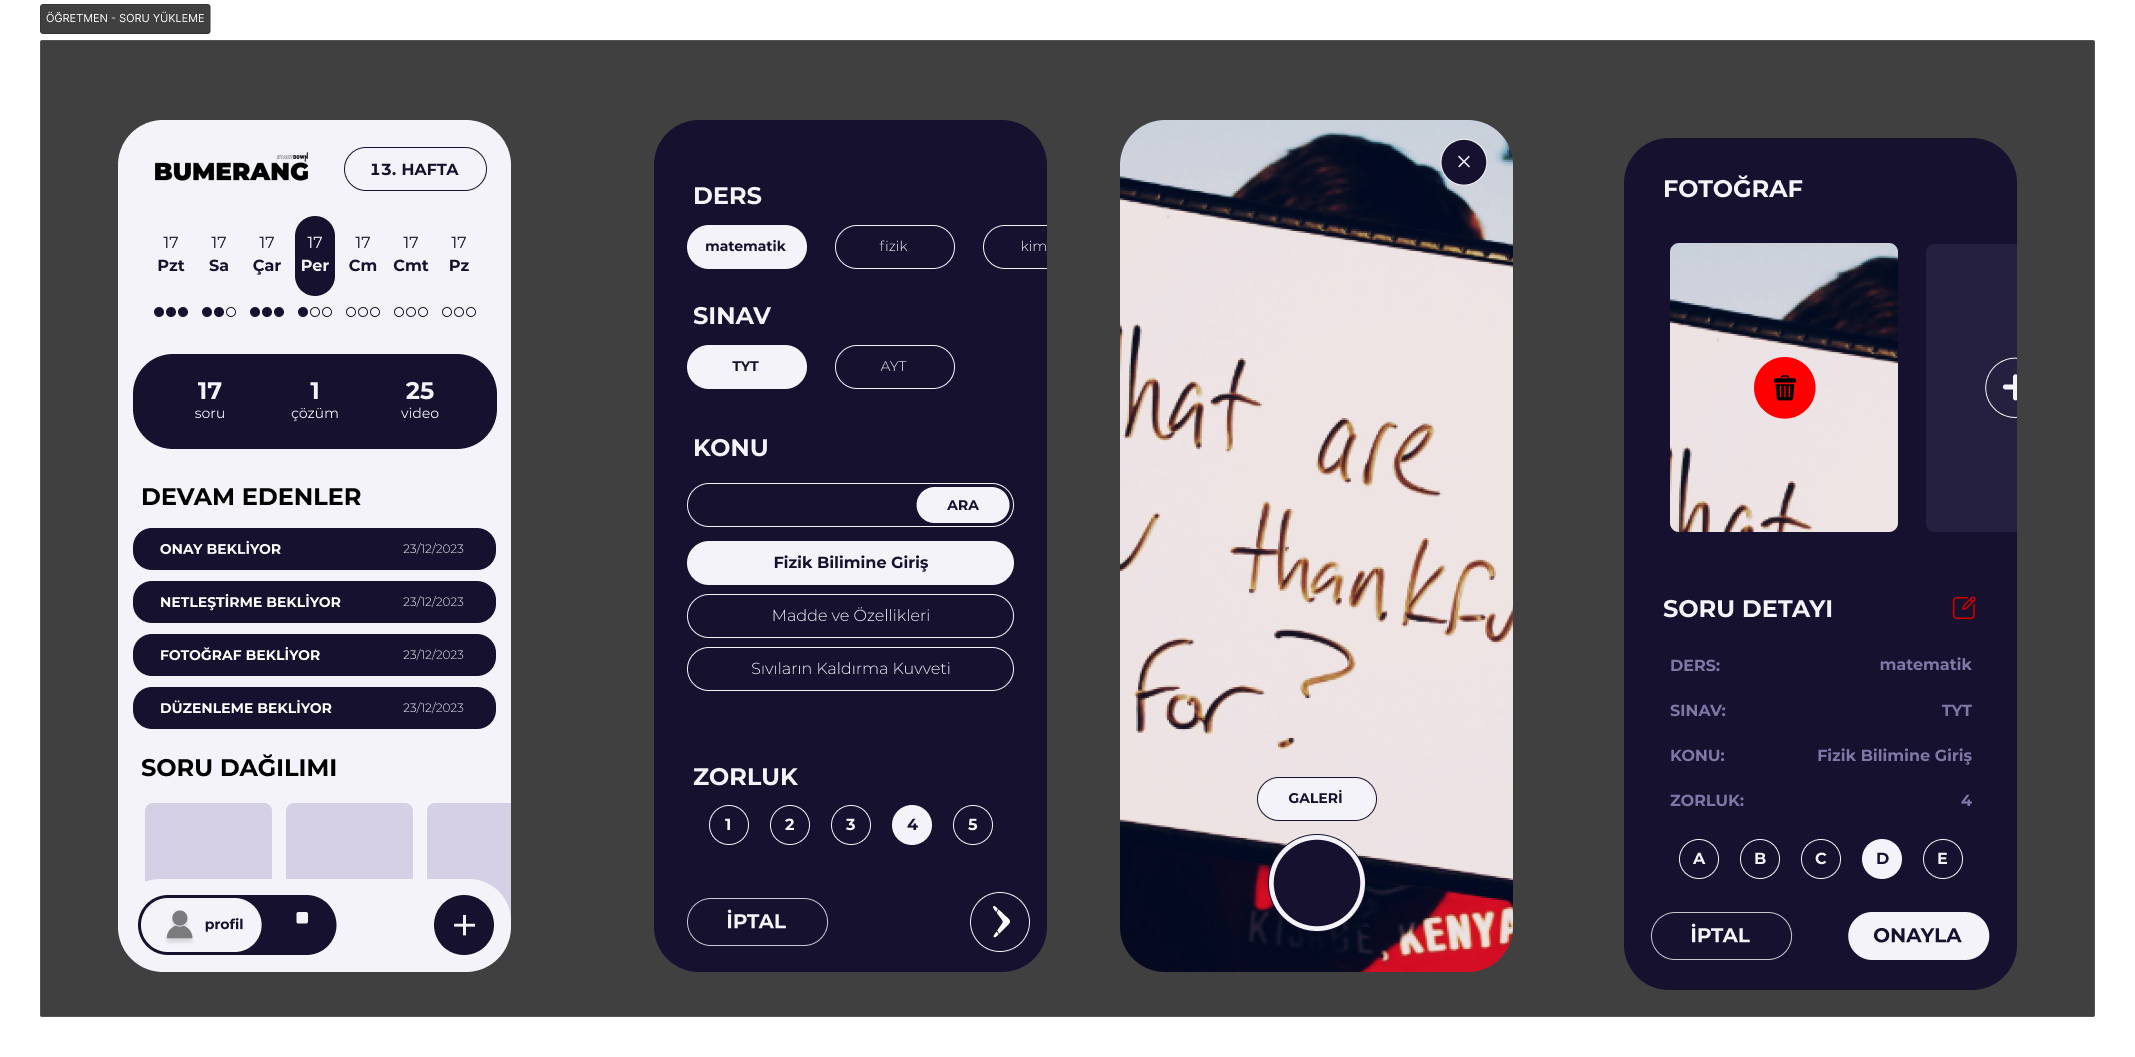 ÖĞRETMEN - SORU YÜKLEME
BUMERANG
13. HAFTA
17 17 17 17 17 17 17
Pzt Sa Çar Per Cm Cmt Pz
17 1 25
soru çözüm video
DEVAM EDENLER
ONAY BEKLİYOR 23/12/2023
NETLEŞTİRME BEKLİYOR 23/12/2023
FOTOĞRAF BEKLİYOR 23/12/2023
DÜZENLEME BEKLİYOR 23/12/2023
SORU DAĞILIMI
profil
DERS
matematik fizik kim
SINAV
TYT AYT
KONU
ARA
Fizik Bilimine Giriş
Madde ve Özellikleri
Sıvıların Kaldırma Kuvveti
ZORLUK
1 2 3 4 5
İPTAL
hat are
thankfu
for?
GALERİ
KENYA
FOTOĞRAF
hat
SORU DETAYI
DERS: matematik
SINAV: TYT
KONU: Fizik Bilimine Giriş
ZORLUK: 4
A B C D E
İPTAL ONAYLA